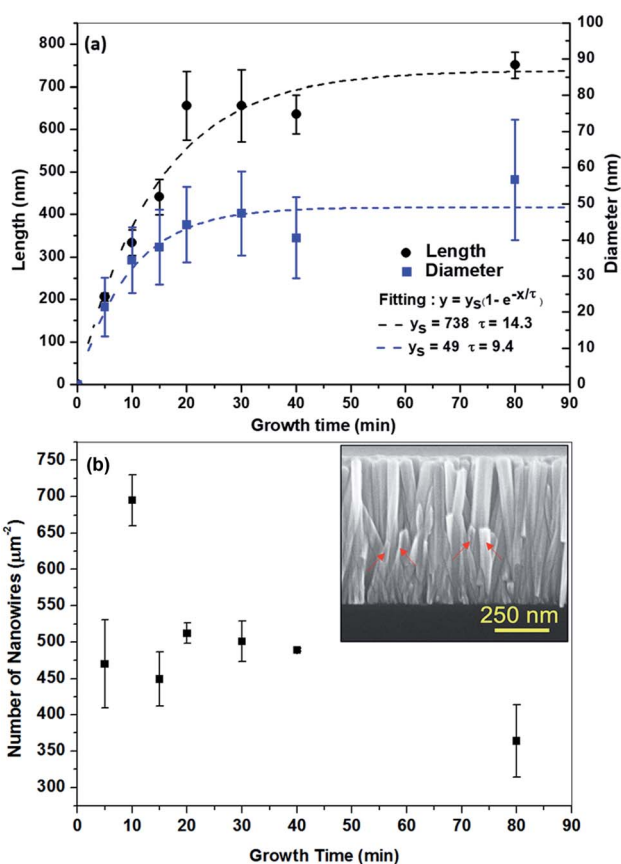 (a)
800
700
600
500
400
300
200
100
0
Length (nm)
100
90
80
70
60
50
40
30
20
10
0
Diameter (nm)
Length
Diameter
Fitting : y = yₛ(1- e^-x/τ)
yₛ = 738 τ = 14.3
yₛ = 49 τ = 9.4
0 10 20 30 40 50 60 70 80 90
Growth time (min)
(b)
750
700
650
600
550
500
450
400
350
300
Number of Nanowires (μm⁻²)
250 nm
0 10 20 30 40 50 60 70 80 90
Growth Time (min)